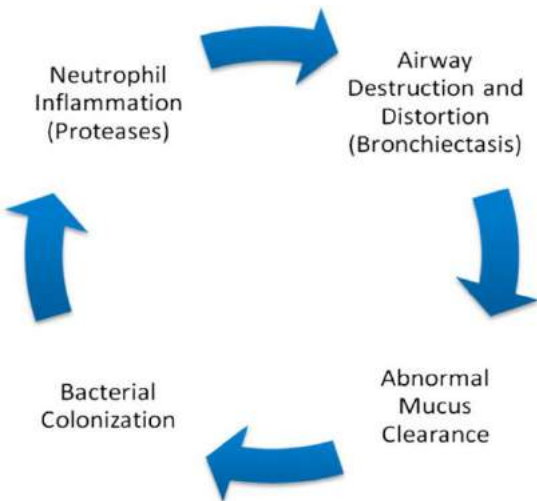 Neutrophil
Inflammation
(Proteases)
Airway
Destruction and
Distortion
(Bronchiectasis)
Abnormal
Mucus
Clearance
Bacterial
Colonization